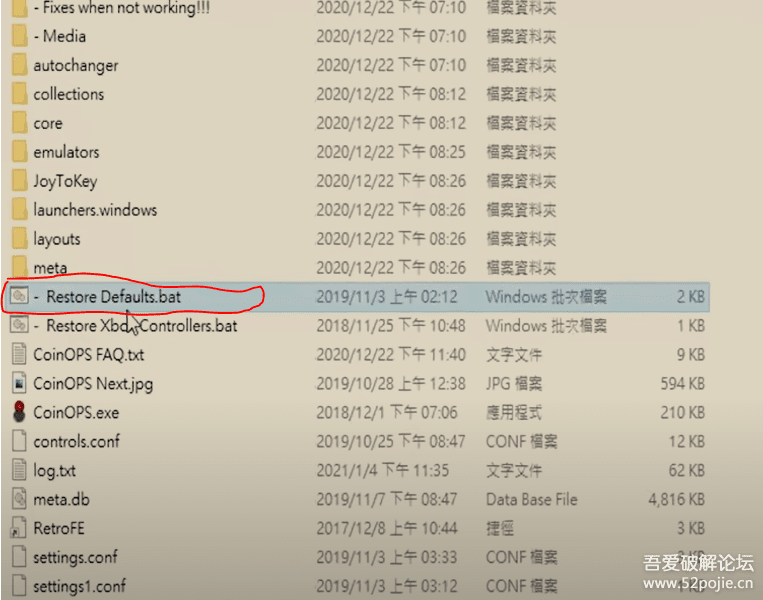 - Fixes when not working!!! 2020/12/22 下午 07:10 檔案資料夾
- Media 2020/12/22 下午 07:10 檔案資料夾
autochanger 2020/12/22 下午 07:10 檔案資料夾
collections 2020/12/22 下午 08:12 檔案資料夾
core 2020/12/22 下午 08:12 檔案資料夾
emulators 2020/12/22 下午 08:25 檔案資料夾
JoyToKey 2020/12/22 下午 08:26 檔案資料夾
launchers.windows 2020/12/22 下午 08:26 檔案資料夾
layouts 2020/12/22 下午 08:26 檔案資料夾
meta 2020/12/22 下午 08:26 檔案資料夾
- Restore Defaults.bat 2019/11/3 上午 02:12 Windows 批次檔案 2 KB
- Restore Xbox Controllers.bat 2018/11/25 下午 10:48 Windows 批次檔案 1 KB
CoinOPS FAQ.txt 2020/12/22 下午 11:40 文字文件 9 KB
CoinOPS Next.jpg 2019/10/28 上午 12:38 JPG 檔案 594 KB
CoinOPS.exe 2018/12/1 下午 07:06 應用程式 210 KB
controls.conf 2019/10/25 下午 08:47 CONF 檔案 12 KB
log.txt 2021/1/4 下午 11:35 文字文件 62 KB
meta.db 2019/11/7 下午 08:47 Data Base File 4,816 KB
RetroFE 2017/12/8 上午 10:44 捷徑 3 KB
settings.conf 2019/11/3 上午 03:33 CONF 檔案 KB
settings1.conf 2019/11/3 上午 03:12 CONF 檔案
吾爱破解论坛
www.52pojie.cn